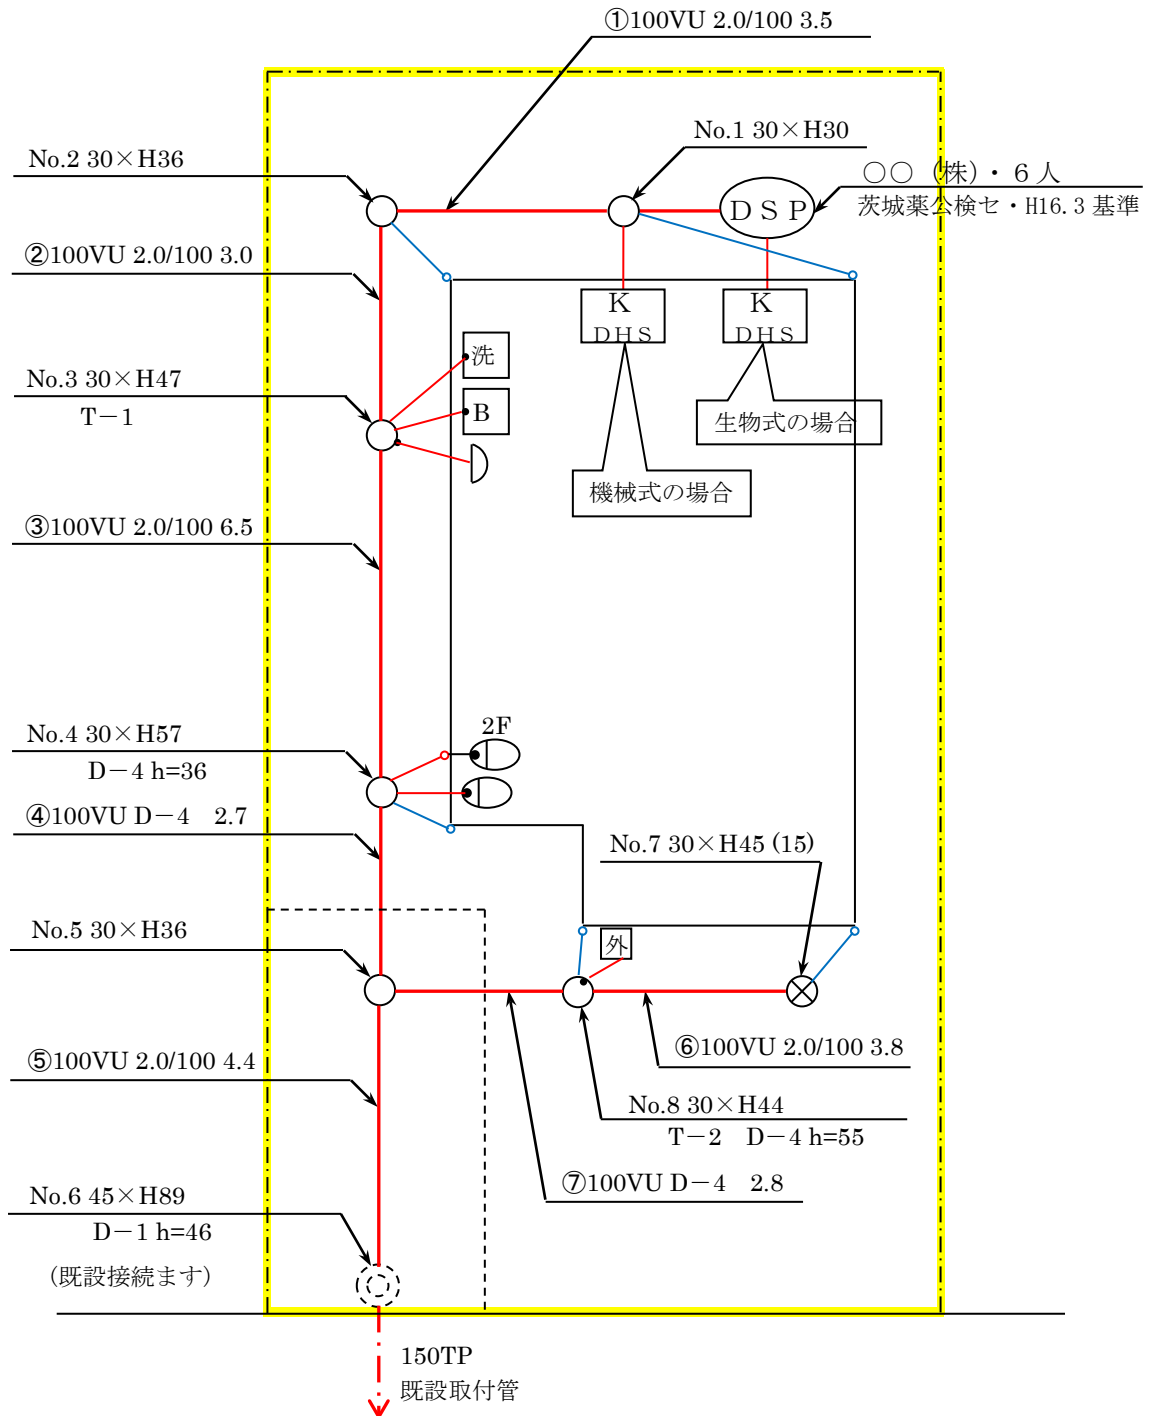 ①100VU 2.0/100 3.5
No.1 30×H30
No.2 30×H36
○○（株）・６人
茨城薬公検セ・H16.3 基準
ＤＳＰ
②100VU 2.0/100 3.0
K
DHS
K
DHS
洗
No.3 30×H47
T－1
B
生物式の場合
機械式の場合
③100VU 2.0/100 6.5
2F
No.4 30×H57
D－4 h=36
④100VU D－4　2.7
No.7 30×H45 (15)
No.5 30×H36
外
⑥100VU 2.0/100 3.8
⑤100VU 2.0/100 4.4
No.8 30×H44
T－2　D－4 h=55
⑦100VU D－4　2.8
No.6 45×H89
D－1 h=46
（既設接続ます）
150TP
既設取付管